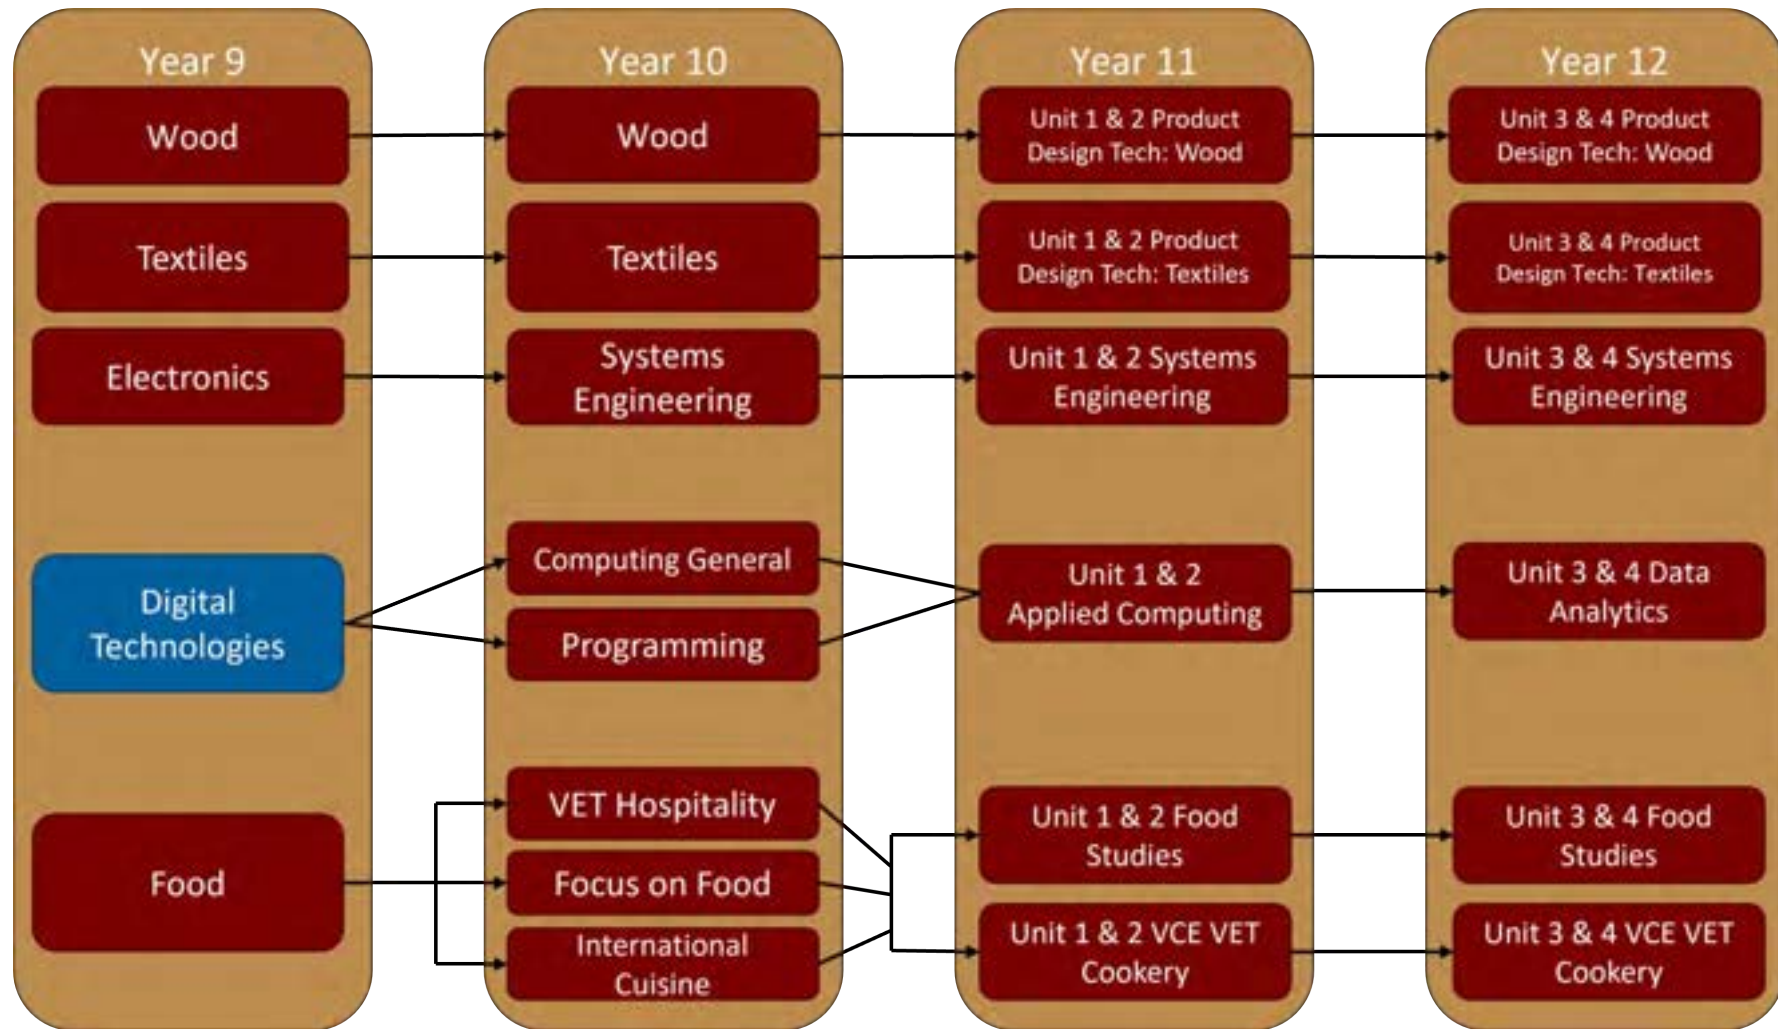 Year 9
Wood
Textiles
Electronics
Digital
Technologies
Food
Year 10
Wood
Textiles
Systems
Engineering
Computing General
Programming
VET Hospitality
Focus on Food
International
Cuisine
Year 11
Unit 1 & 2 Product
Design Tech: Wood
Unit 1 & 2 Product
Design Tech: Textiles
Unit 1 & 2 Systems
Engineering
Unit 1 & 2
Applied Computing
Unit 1 & 2 Food
Studies
Unit 1 & 2 VCE VET
Cookery
Year 12
Unit 3 & 4 Product
Design Tech: Wood
Unit 3 & 4 Product
Design Tech: Textiles
Unit 3 & 4 Systems
Engineering
Unit 3 & 4 Data
Analytics
Unit 3 & 4 Food
Studies
Unit 3 & 4 VCE VET
Cookery